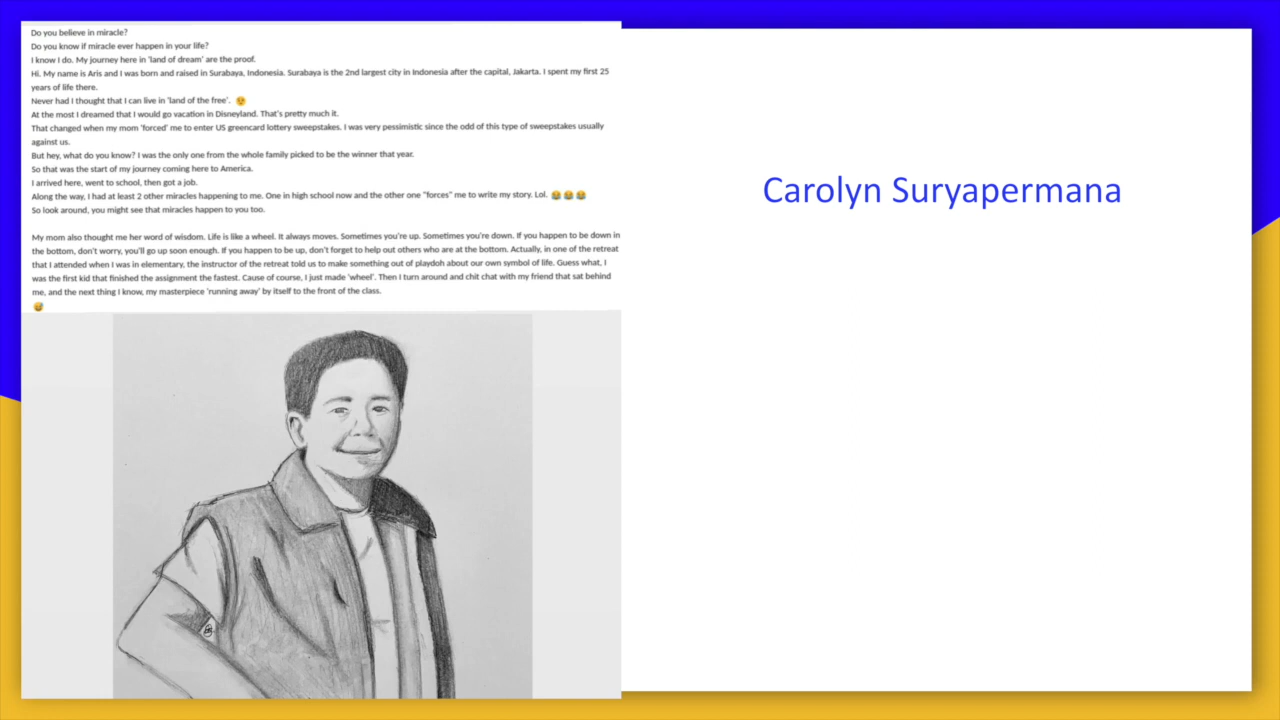 Do you believe in miracle?
Do you know if miracle ever happen in your life?
I know I do. My journey here in 'land of dream' are the proof.
Hi. My name is Aris and I was born and raised in Surabaya, Indonesia. Surabaya is the 2nd largest city in Indonesia after the capital, Jakarta. I spent my first 25
years of life there.
Never had I thought that I can live in 'land of the free'. 😲
At the most I dreamed that I would go vacation in Disneyland. That's pretty much it.
That changed when my mom 'forced' me to enter US greencard lottery sweepstakes. I was very pessimistic since the odd of this type of sweepstakes usually
against us.
But hey, what do you know? I was the only one from the whole family picked to be the winner that year.
So that was the start of my journey coming here to America.
I arrived here, went to school, then got a job.
Along the way, I had at least 2 other miracles happening to me. One in high school now and the other one "forces" me to write my story. Lol. 😂 😂 😂
So look around, you might see that miracles happen to you too.
My mom also thought me her word of wisdom. Life is like a wheel. It always moves. Sometimes you're up. Sometimes you're down. If you happen to be down in
the bottom, don't worry, you'll go up soon enough. If you happen to be up, don't forget to help out others who are at the bottom. Actually, in one of the retreat
that I attended when I was in elementary, the instructor of the retreat told us to make something out of playdoh about our own symbol of life. Guess what, I
was the first kid that finished the assignment the fastest. Cause of course, I just made 'wheel'. Then I turn around and chit chat with my friend that sat behind
me, and the next thing I know, my masterpiece 'running away' by itself to the front of the class.
😅
Carolyn Suryapermana